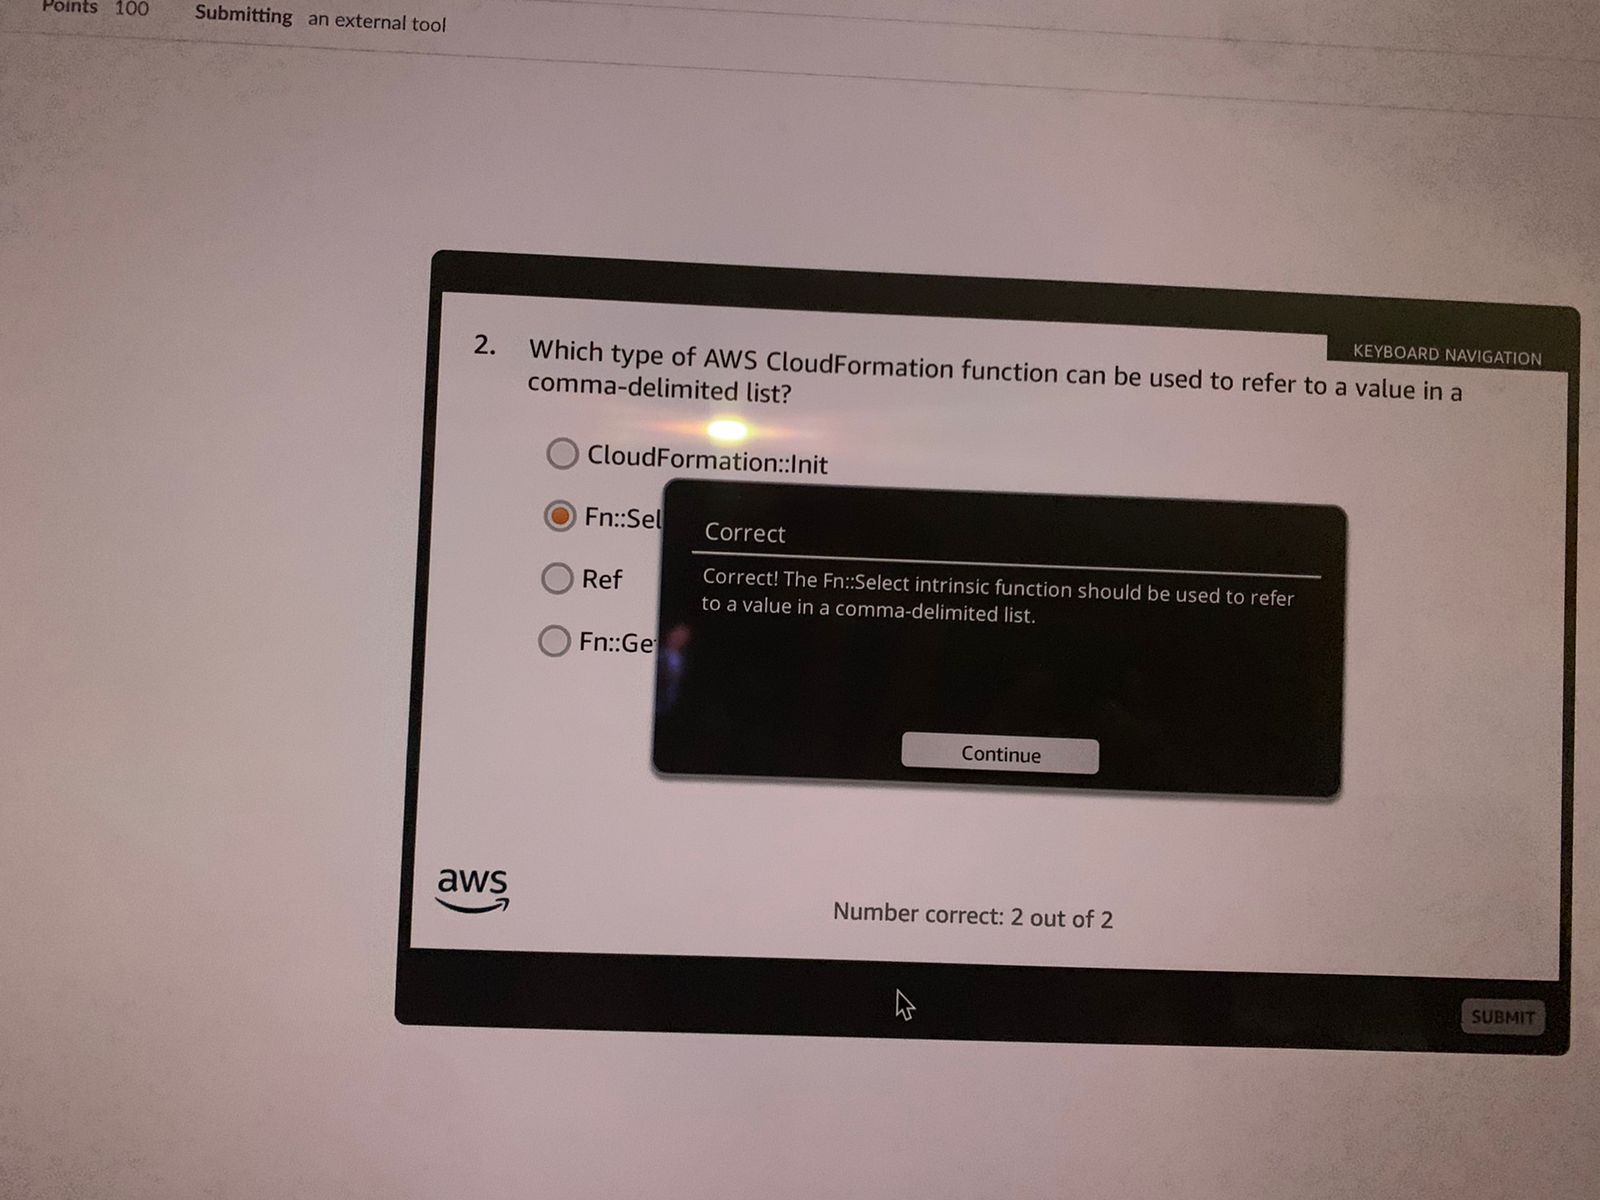 Points 100 Submitting an external tool
KEYBOARD NAVIGATION
2. Which type of AWS CloudFormation function can be used to refer to a value in a
comma-delimited list?
CloudFormation::Init
Fn::Sel
Ref
Fn::Ge
Correct
Correct! The Fn::Select intrinsic function should be used to refer
to a value in a comma-delimited list.
Continue
aws
Number correct: 2 out of 2
SUBMIT